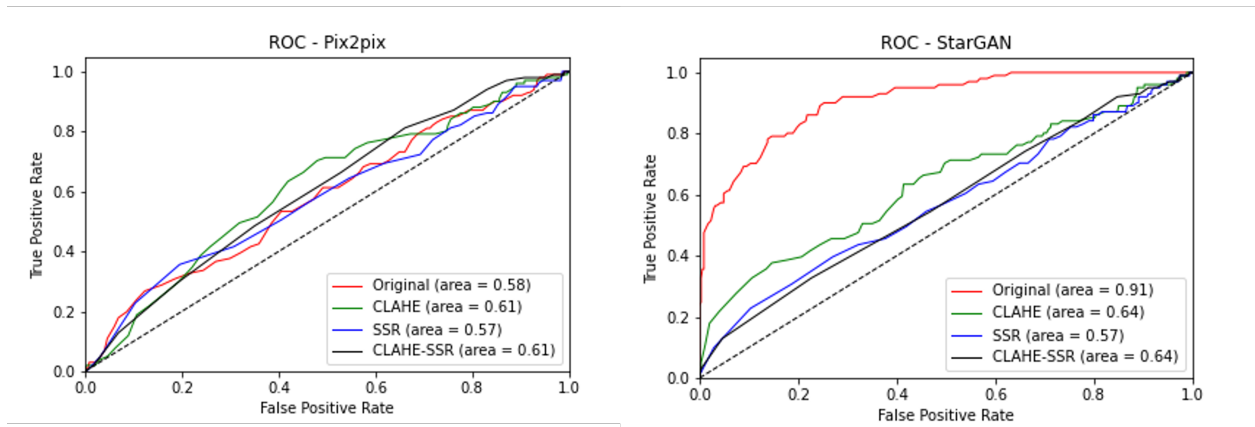 ROC - Pix2pix
1.0
0.8
0.6
0.4
0.2
0.0
True Positive Rate
Original (area = 0.58)
CLAHE (area = 0.61)
SSR (area = 0.57)
CLAHE-SSR (area = 0.61)
0.0 0.2 0.4 0.6 0.8 1.0
False Positive Rate
ROC - StarGAN
1.0
0.8
0.6
0.4
0.2
0.0
True Positive Rate
Original (area = 0.91)
CLAHE (area = 0.64)
SSR (area = 0.57)
CLAHE-SSR (area = 0.64)
0.0 0.2 0.4 0.6 0.8 1.0
False Positive Rate